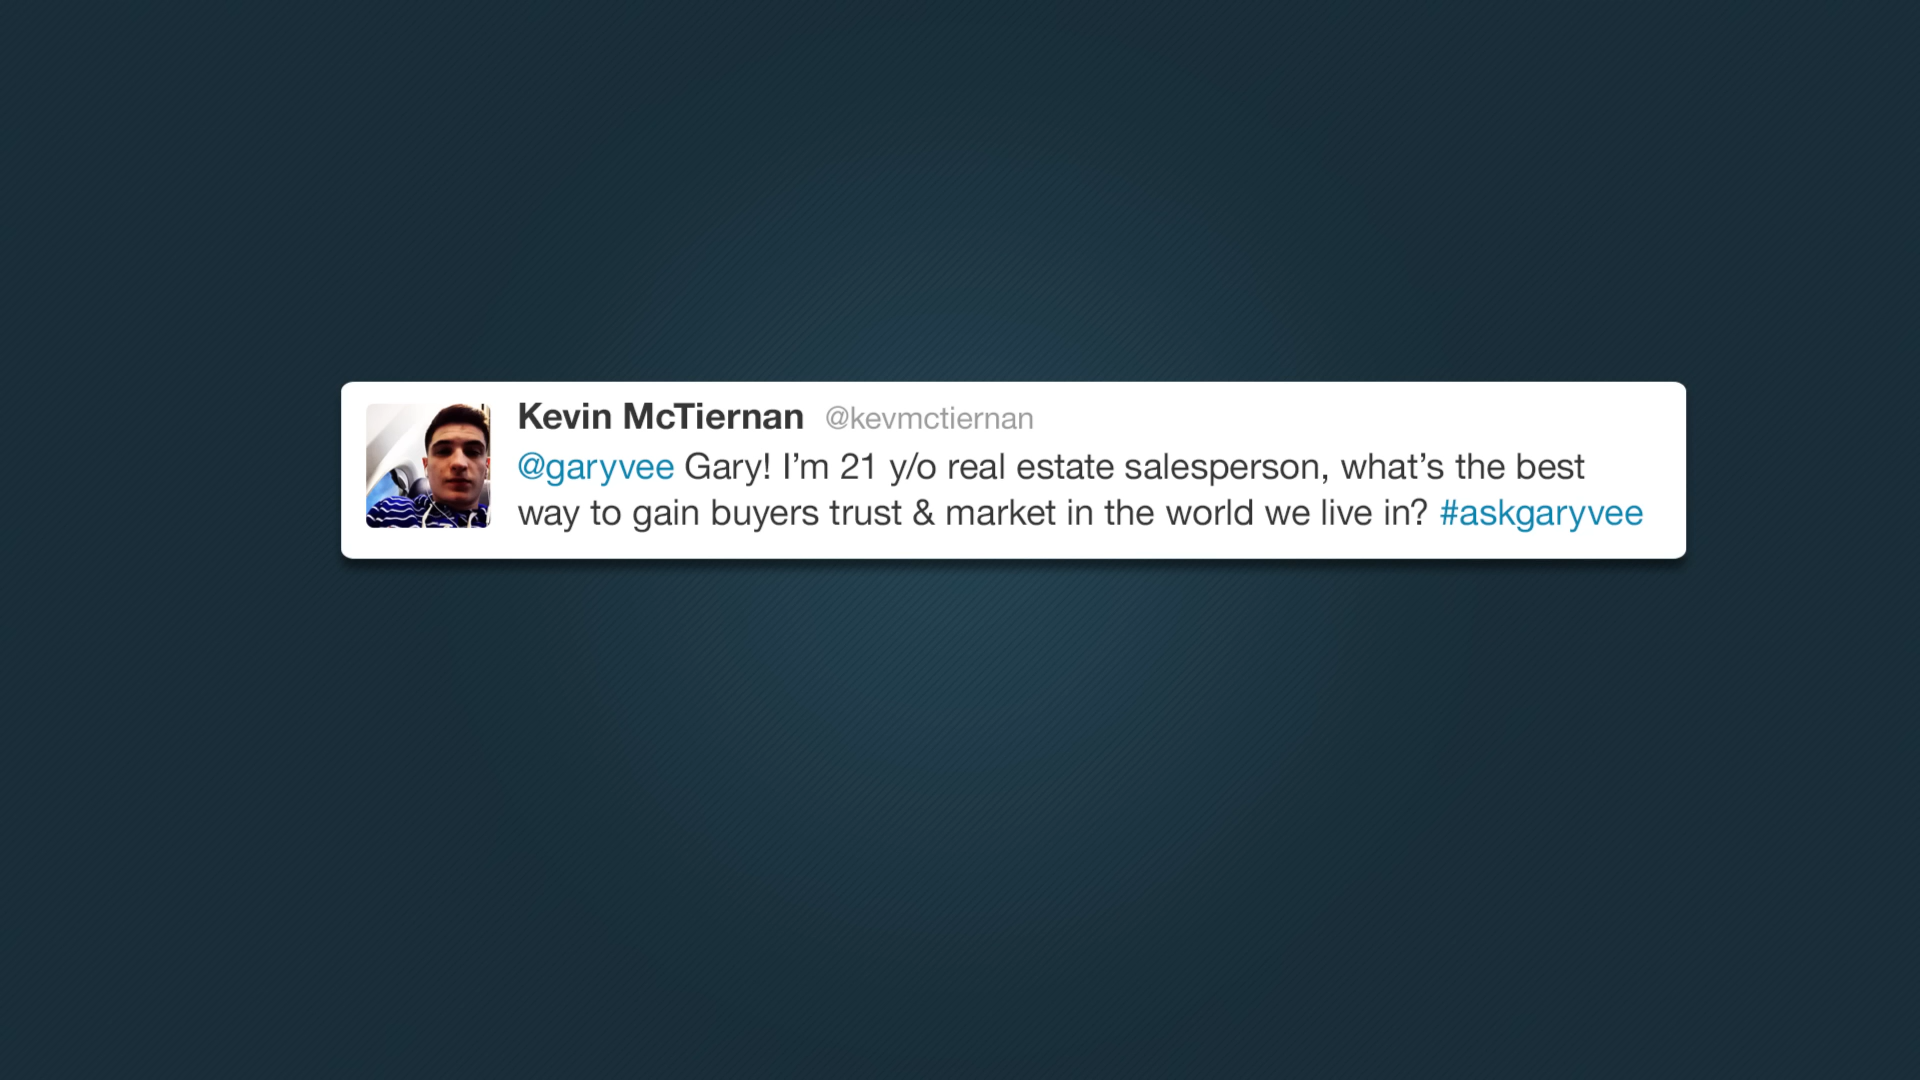 Kevin McTiernan @kevmctiernan
@garyvee Gary! I’m 21 y/o real estate salesperson, what’s the best
way to gain buyers trust & market in the world we live in? #askgaryvee